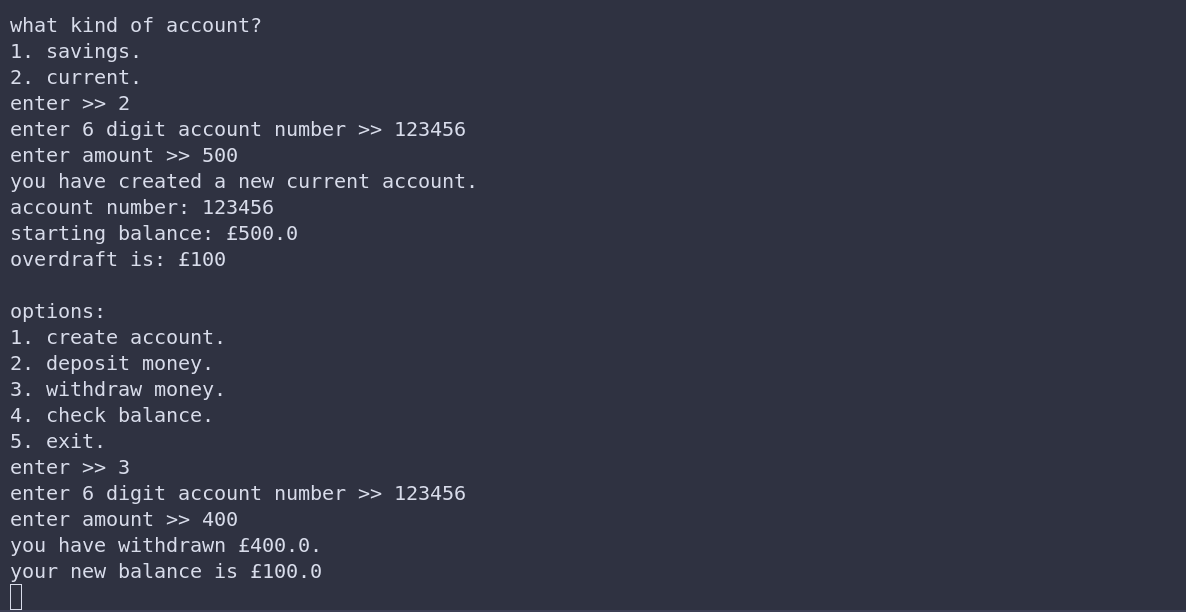 what kind of account?
1. savings.
2. current.
enter >> 2
enter 6 digit account number >> 123456
enter amount >> 500
you have created a new current account.
account number: 123456
starting balance: £500.0
overdraft is: £100
options:
1. create account.
2. deposit money.
3. withdraw money.
4. check balance.
5. exit.
enter >> 3
enter 6 digit account number >> 123456
enter amount >> 400
you have withdrawn £400.0.
your new balance is £100.0